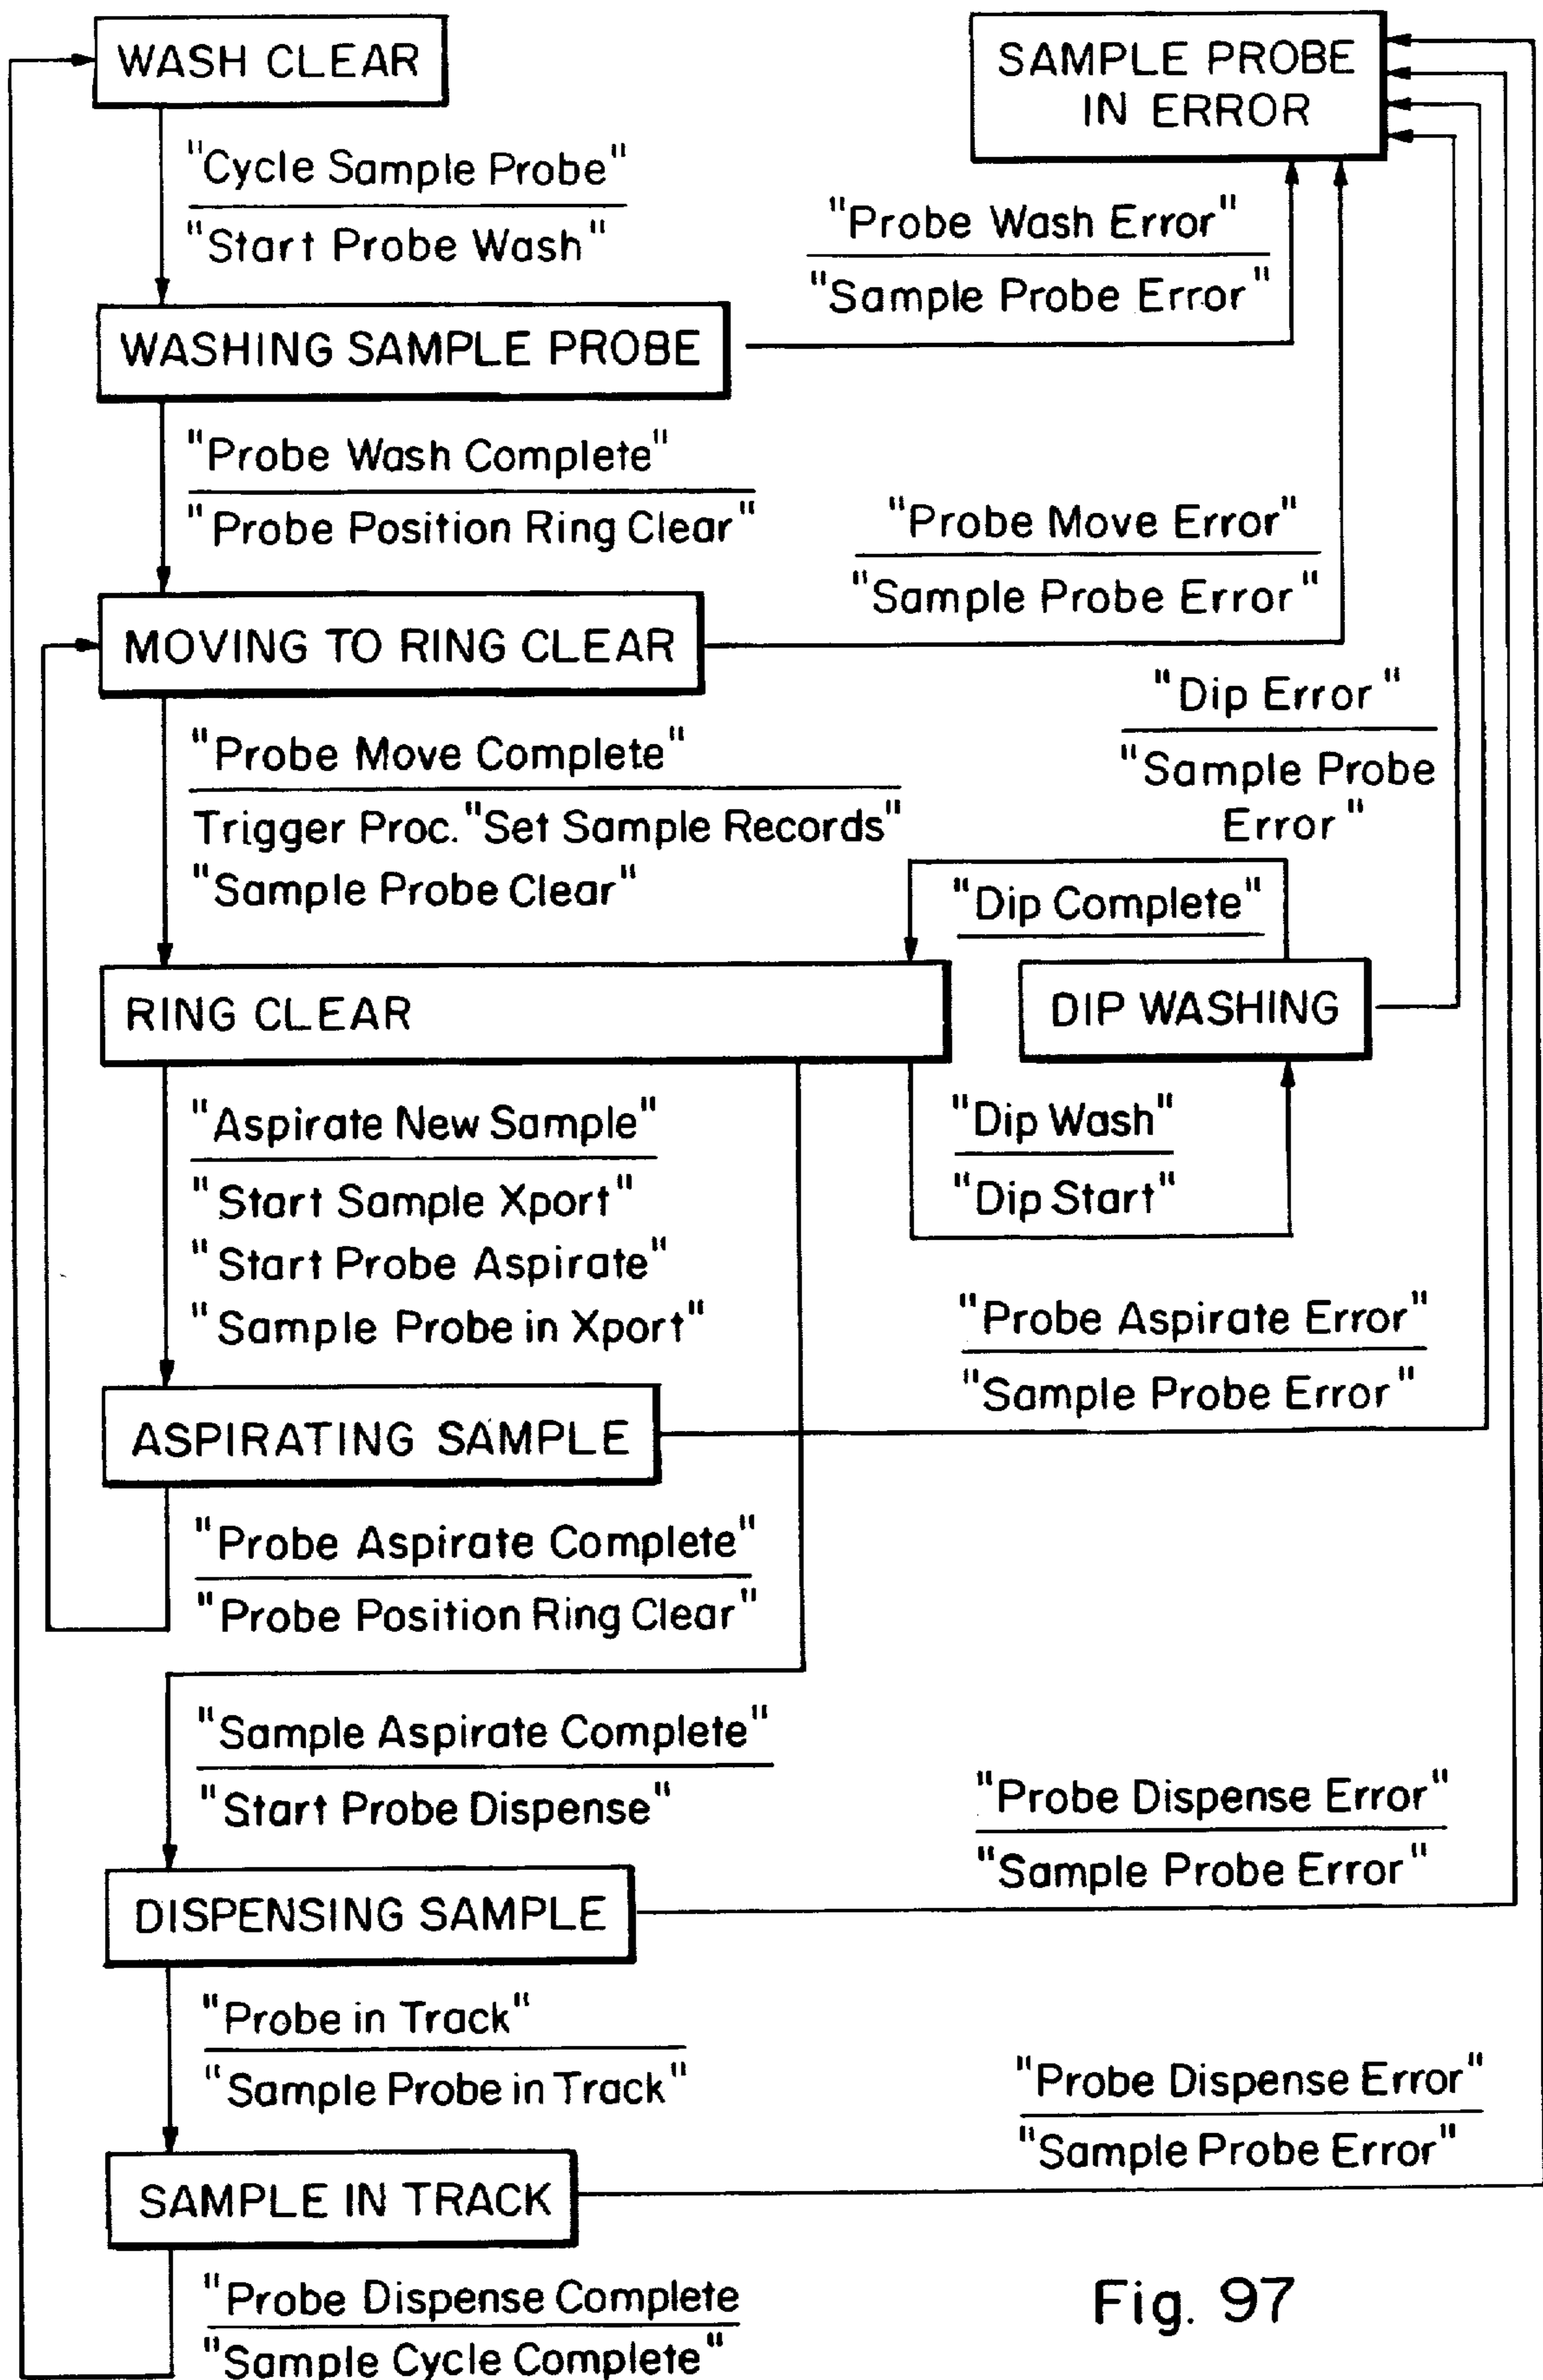 WASH CLEAR
SAMPLE PROBE
IN ERROR
"Cycle Sample Probe"
"Start Probe Wash"
"Probe Wash Error"
"Sample Probe Error"
WASHING SAMPLE PROBE
"Probe Wash Complete"
"Probe Position Ring Clear"
"Probe Move Error"
"Sample Probe Error"
MOVING TO RING CLEAR
"Dip Error"
"Sample Probe
Error"
"Probe Move Complete"
Trigger Proc. "Set Sample Records"
"Sample Probe Clear"
"Dip Complete"
RING CLEAR
DIP WASHING
"Aspirate New Sample"
"Start Sample Xport"
"Start Probe Aspirate"
"Sample Probe in Xport"
"Dip Wash"
"Dip Start"
"Probe Aspirate Error"
"Sample Probe Error"
ASPIRATING SAMPLE
"Probe Aspirate Complete"
"Probe Position Ring Clear"
"Sample Aspirate Complete"
"Start Probe Dispense"
"Probe Dispense Error"
"Sample Probe Error"
DISPENSING SAMPLE
"Probe in Track"
"Sample Probe in Track"
"Probe Dispense Error"
"Sample Probe Error"
SAMPLE IN TRACK
"Probe Dispense Complete
"Sample Cycle Complete"
Fig. 97